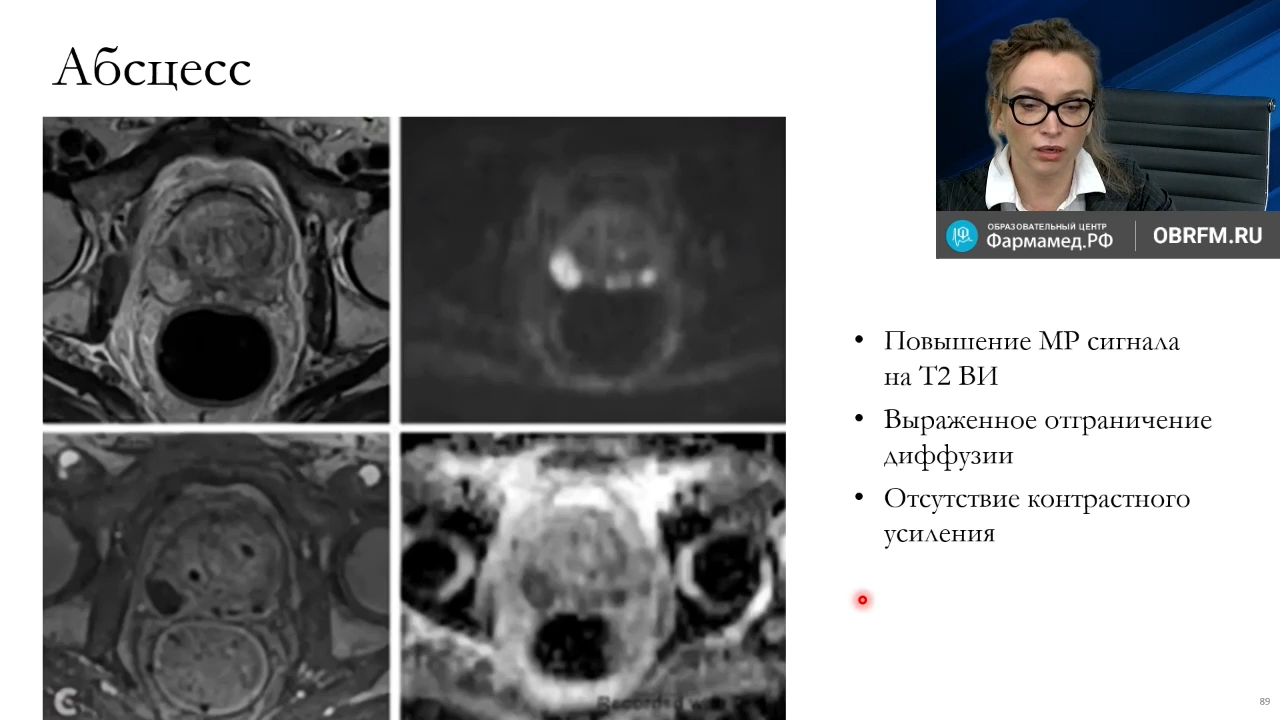 Абсцесс
ОБРАЗОВАТЕЛЬНЫЙ ЦЕНТР
Фармамед.РФ
OBRFM.RU
• Повышение МР сигнала
на Т2 ВИ
• Выраженное отграничение
диффузии
• Отсутствие контрастного
усиления
C
Recorded
89